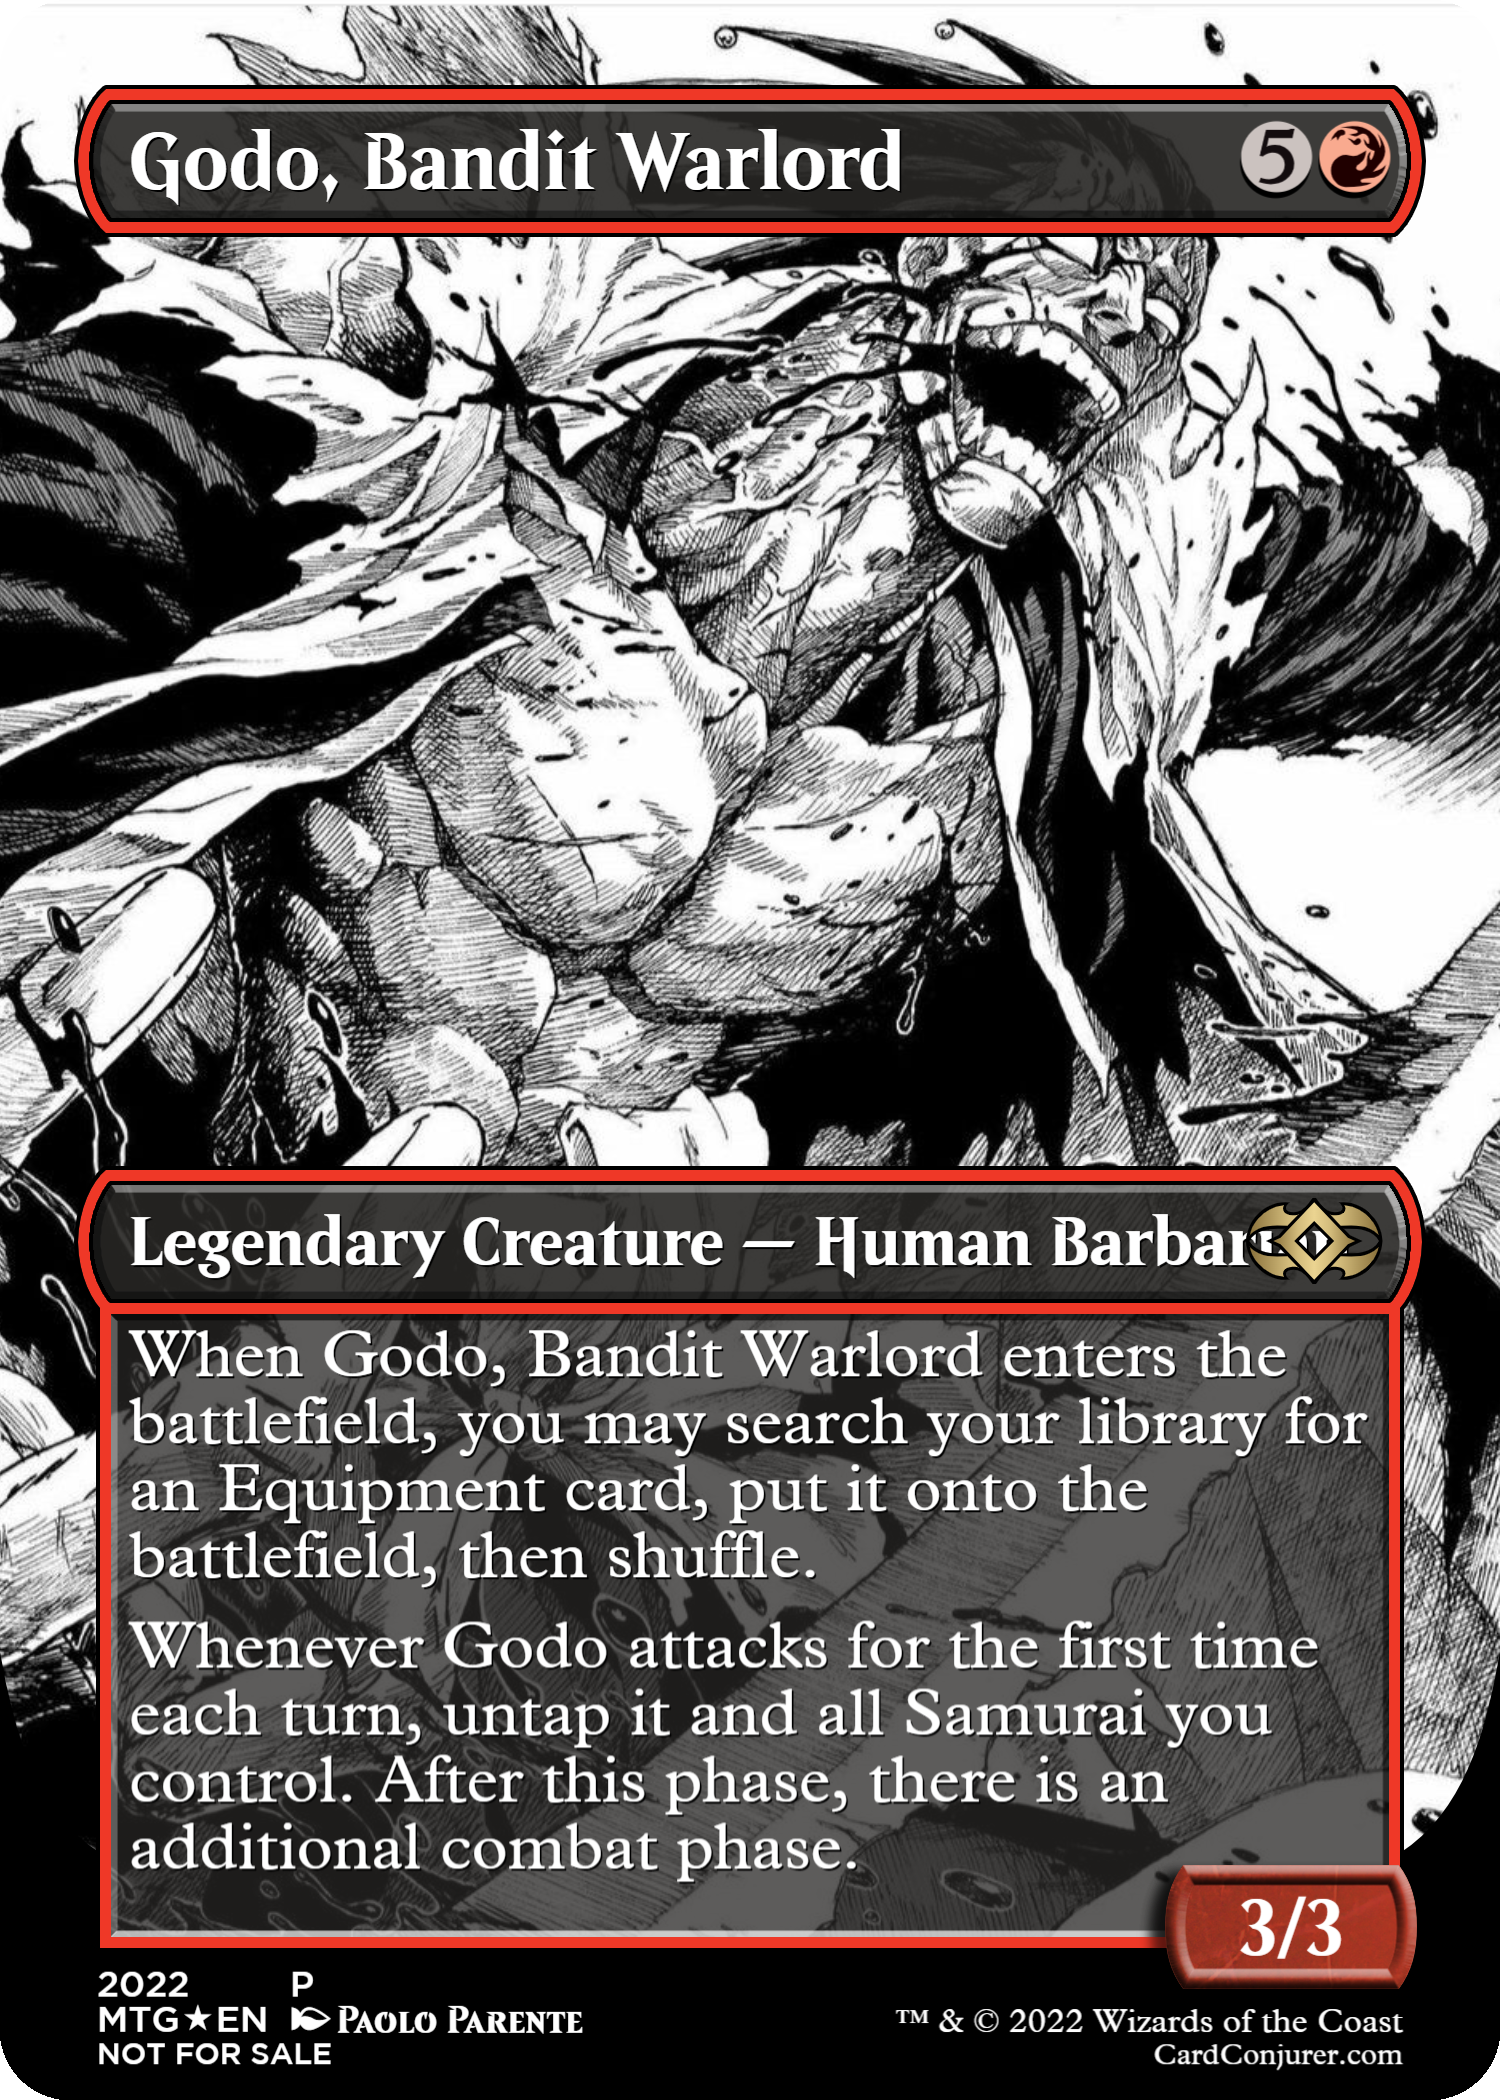 Godo, Bandit Warlord 5
Legendary Creature — Human
When Godo, Bandit Warlord enters the
battlefield, you may search your library for
an Equipment card, put it onto the
battlefield, then shuffle.
Whenever Godo attacks for the first time
each turn, untap it and all Samurai you
control. After this phase, there is an
additional combat phase.
3/3
2022 P
MTG★EN PAOLO PARENTE
NOT FOR SALE
™ & © 2022 Wizards of the Coast
CardConjurer.com